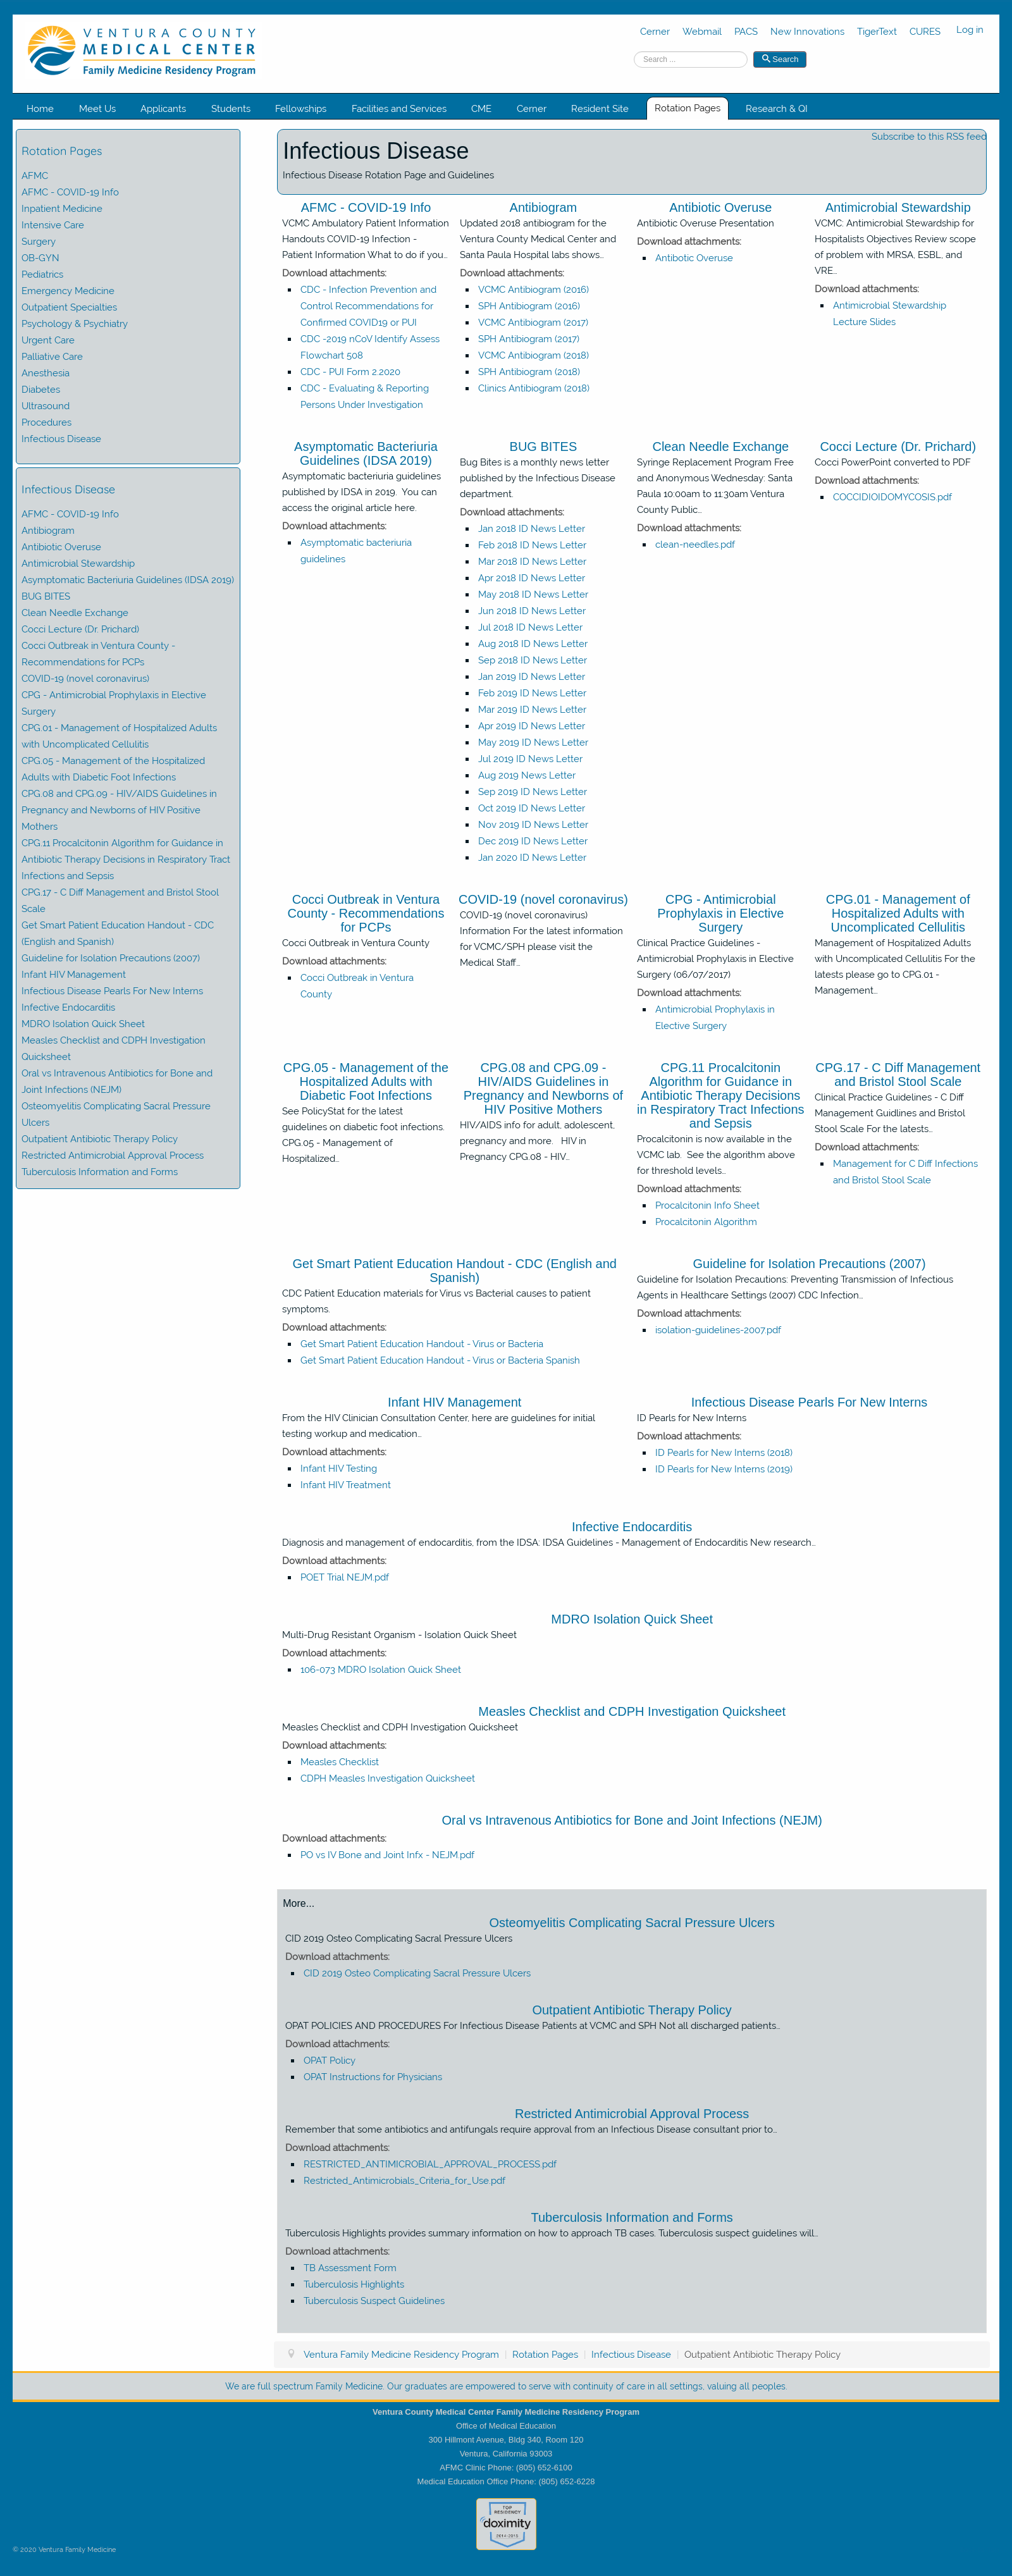 VENTURA COUNTY
MEDICAL CENTER
Family Medicine Residency Program
Cerner Webmail PACS New Innovations TigerText CURES Log in
Search ... Search
Home Meet Us Applicants Students Fellowships Facilities and Services CME Cerner Resident Site Rotation Pages Research & QI
Rotation Pages
AFMC
AFMC - COVID-19 Info
Inpatient Medicine
Intensive Care
Surgery
OB-GYN
Pediatrics
Emergency Medicine
Outpatient Specialties
Psychology & Psychiatry
Urgent Care
Palliative Care
Anesthesia
Diabetes
Ultrasound
Procedures
Infectious Disease
Infectious Disease
AFMC - COVID-19 Info
Antibiogram
Antibiotic Overuse
Antimicrobial Stewardship
Asymptomatic Bacteriuria Guidelines (IDSA 2019)
BUG BITES
Clean Needle Exchange
Cocci Lecture (Dr. Prichard)
Cocci Outbreak in Ventura County -
Recommendations for PCPs
COVID-19 (novel coronavirus)
CPG - Antimicrobial Prophylaxis in Elective
Surgery
CPG.01 - Management of Hospitalized Adults
with Uncomplicated Cellulitis
CPG.05 - Management of the Hospitalized
Adults with Diabetic Foot Infections
CPG.08 and CPG.09 - HIV/AIDS Guidelines in
Pregnancy and Newborns of HIV Positive
Mothers
CPG.11 Procalcitonin Algorithm for Guidance in
Antibiotic Therapy Decisions in Respiratory Tract
Infections and Sepsis
CPG.17 - C Diff Management and Bristol Stool
Scale
Get Smart Patient Education Handout - CDC
(English and Spanish)
Guideline for Isolation Precautions (2007)
Infant HIV Management
Infectious Disease Pearls For New Interns
Infective Endocarditis
MDRO Isolation Quick Sheet
Measles Checklist and CDPH Investigation
Quicksheet
Oral vs Intravenous Antibiotics for Bone and
Joint Infections (NEJM)
Osteomyelitis Complicating Sacral Pressure
Ulcers
Outpatient Antibiotic Therapy Policy
Restricted Antimicrobial Approval Process
Tuberculosis Information and Forms
Subscribe to this RSS feed
Infectious Disease
Infectious Disease Rotation Page and Guidelines
AFMC - COVID-19 Info
VCMC Ambulatory Patient Information
Handouts COVID-19 Infection -
Patient Information What to do if you…
Download attachments:
CDC - Infection Prevention and
Control Recommendations for
Confirmed COVID19 or PUI
CDC -2019 nCoV Identify Assess
Flowchart 508
CDC - PUI Form 2.2020
CDC - Evaluating & Reporting
Persons Under Investigation
Antibiogram
Updated 2018 antibiogram for the
Ventura County Medical Center and
Santa Paula Hospital labs shows…
Download attachments:
VCMC Antibiogram (2016)
SPH Antibiogram (2016)
VCMC Antibiogram (2017)
SPH Antibiogram (2017)
VCMC Antibiogram (2018)
SPH Antibiogram (2018)
Clinics Antibiogram (2018)
Antibiotic Overuse
Antibiotic Overuse Presentation
Download attachments:
Antibotic Overuse
Antimicrobial Stewardship
VCMC: Antimicrobial Stewardship for
Hospitalists Objectives Review scope
of problem with MRSA, ESBL, and
VRE…
Download attachments:
Antimicrobial Stewardship
Lecture Slides
Asymptomatic Bacteriuria
Guidelines (IDSA 2019)
Asymptomatic bacteriuria guidelines
published by IDSA in 2019. You can
access the original article here.
Download attachments:
Asymptomatic bacteriuria
guidelines
BUG BITES
Bug Bites is a monthly news letter
published by the Infectious Disease
department.
Download attachments:
Jan 2018 ID News Letter
Feb 2018 ID News Letter
Mar 2018 ID News Letter
Apr 2018 ID News Letter
May 2018 ID News Letter
Jun 2018 ID News Letter
Jul 2018 ID News Letter
Aug 2018 ID News Letter
Sep 2018 ID News Letter
Jan 2019 ID News Letter
Feb 2019 ID News Letter
Mar 2019 ID News Letter
Apr 2019 ID News Letter
May 2019 ID News Letter
Jul 2019 ID News Letter
Aug 2019 News Letter
Sep 2019 ID News Letter
Oct 2019 ID News Letter
Nov 2019 ID News Letter
Dec 2019 ID News Letter
Jan 2020 ID News Letter
Clean Needle Exchange
Syringe Replacement Program Free
and Anonymous Wednesday: Santa
Paula 10:00am to 11:30am Ventura
County Public…
Download attachments:
clean-needles.pdf
Cocci Lecture (Dr. Prichard)
Cocci PowerPoint converted to PDF
Download attachments:
COCCIDIOIDOMYCOSIS.pdf
Cocci Outbreak in Ventura
County - Recommendations
for PCPs
Cocci Outbreak in Ventura County
Download attachments:
Cocci Outbreak in Ventura
County
COVID-19 (novel coronavirus)
COVID-19 (novel coronavirus)
Information For the latest information
for VCMC/SPH please visit the
Medical Staff…
CPG - Antimicrobial
Prophylaxis in Elective
Surgery
Clinical Practice Guidelines -
Antimicrobial Prophylaxis in Elective
Surgery (06/07/2017)
Download attachments:
Antimicrobial Prophylaxis in
Elective Surgery
CPG.01 - Management of
Hospitalized Adults with
Uncomplicated Cellulitis
Management of Hospitalized Adults
with Uncomplicated Cellulitis For the
latests please go to CPG.01 -
Management…
CPG.05 - Management of the
Hospitalized Adults with
Diabetic Foot Infections
See PolicyStat for the latest
guidelines on diabetic foot infections.
CPG.05 - Management of
Hospitalized…
CPG.08 and CPG.09 -
HIV/AIDS Guidelines in
Pregnancy and Newborns of
HIV Positive Mothers
HIV/AIDS info for adult, adolescent,
pregnancy and more. HIV in
Pregnancy CPG.08 - HIV…
CPG.11 Procalcitonin
Algorithm for Guidance in
Antibiotic Therapy Decisions
in Respiratory Tract Infections
and Sepsis
Procalcitonin is now available in the
VCMC lab. See the algorithm above
for threshold levels…
Download attachments:
Procalcitonin Info Sheet
Procalcitonin Algorithm
CPG.17 - C Diff Management
and Bristol Stool Scale
Clinical Practice Guidelines - C Diff
Management Guidlines and Bristol
Stool Scale For the latests…
Download attachments:
Management for C.Diff Infections
and Bristol Stool Scale
Get Smart Patient Education Handout - CDC (English and
Spanish)
CDC Patient Education materials for Virus vs Bacterial causes to patient
symptoms.
Download attachments:
Get Smart Patient Education Handout - Virus or Bacteria
Get Smart Patient Education Handout - Virus or Bacteria Spanish
Guideline for Isolation Precautions (2007)
Guideline for Isolation Precautions: Preventing Transmission of Infectious
Agents in Healthcare Settings (2007) CDC Infection…
Download attachments:
isolation-guidelines-2007.pdf
Infant HIV Management
From the HIV Clinician Consultation Center, here are guidelines for initial
testing workup and medication…
Download attachments:
Infant HIV Testing
Infant HIV Treatment
Infectious Disease Pearls For New Interns
ID Pearls for New Interns
Download attachments:
ID Pearls for New Interns (2018)
ID Pearls for New Interns (2019)
Infective Endocarditis
Diagnosis and management of endocarditis, from the IDSA: IDSA Guidelines - Management of Endocarditis New research…
Download attachments:
POET Trial NEJM.pdf
MDRO Isolation Quick Sheet
Multi-Drug Resistant Organism - Isolation Quick Sheet
Download attachments:
106-073 MDRO Isolation Quick Sheet
Measles Checklist and CDPH Investigation Quicksheet
Measles Checklist and CDPH Investigation Quicksheet
Download attachments:
Measles Checklist
CDPH Measles Investigation Quicksheet
Oral vs Intravenous Antibiotics for Bone and Joint Infections (NEJM)
Download attachments:
PO vs IV Bone and Joint Infx - NEJM.pdf
More...
Osteomyelitis Complicating Sacral Pressure Ulcers
CID 2019 Osteo Complicating Sacral Pressure Ulcers
Download attachments:
CID 2019 Osteo Complicating Sacral Pressure Ulcers
Outpatient Antibiotic Therapy Policy
OPAT POLICIES AND PROCEDURES For Infectious Disease Patients at VCMC and SPH Not all discharged patients…
Download attachments:
OPAT Policy
OPAT Instructions for Physicians
Restricted Antimicrobial Approval Process
Remember that some antibiotics and antifungals require approval from an Infectious Disease consultant prior to…
Download attachments:
RESTRICTED_ANTIMICROBIAL_APPROVAL_PROCESS.pdf
Restricted_Antimicrobials_Criteria_for_Use.pdf
Tuberculosis Information and Forms
Tuberculosis Highlights provides summary information on how to approach TB cases. Tuberculosis suspect guidelines will…
Download attachments:
TB Assessment Form
Tuberculosis Highlights
Tuberculosis Suspect Guidelines
Ventura Family Medicine Residency Program | Rotation Pages | Infectious Disease | Outpatient Antibiotic Therapy Policy
We are full spectrum Family Medicine. Our graduates are empowered to serve with continuity of care in all settings, valuing all peoples.
Ventura County Medical Center Family Medicine Residency Program
Office of Medical Education
300 Hillmont Avenue, Bldg 340, Room 120
Ventura, California 93003
AFMC Clinic Phone: (805) 652-6100
Medical Education Office Phone: (805) 652-6228
TOP
RESIDENCY
doximity
2014-2015
© 2020 Ventura Family Medicine